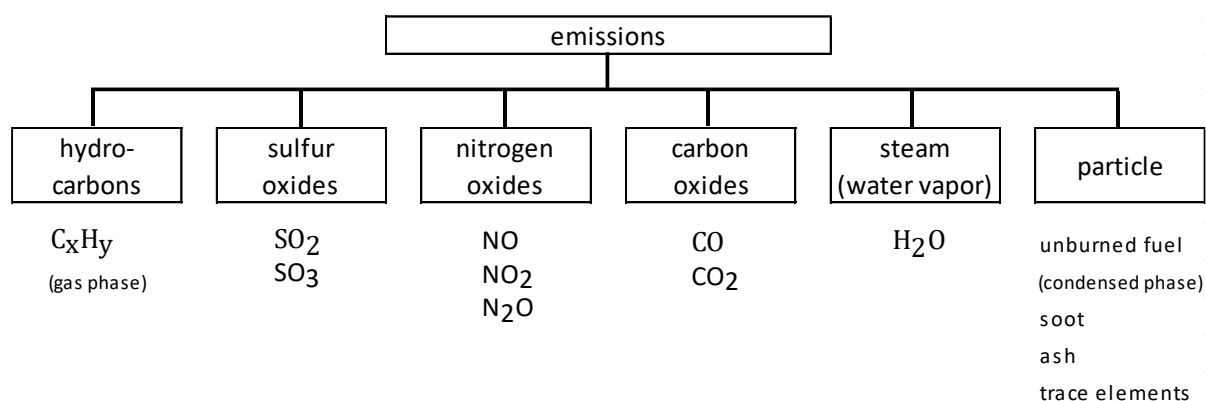 emissions
hydro-
carbons
sulfur
oxides
nitrogen
oxides
carbon
oxides
steam
(water vapor)
particle
CxHy
(gas phase)
SO2
SO3
NO
NO2
N2O
CO
CO2
H2O
unburned fuel
(condensed phase)
soot
ash
trace elements